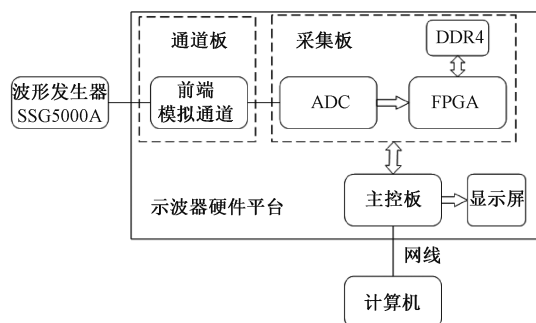 通道板
采集板
DDR4
波形发生器
SSG5000A
前端
模拟通道
ADC
FPGA
示波器硬件平台
主控板
显示屏
网线
计算机